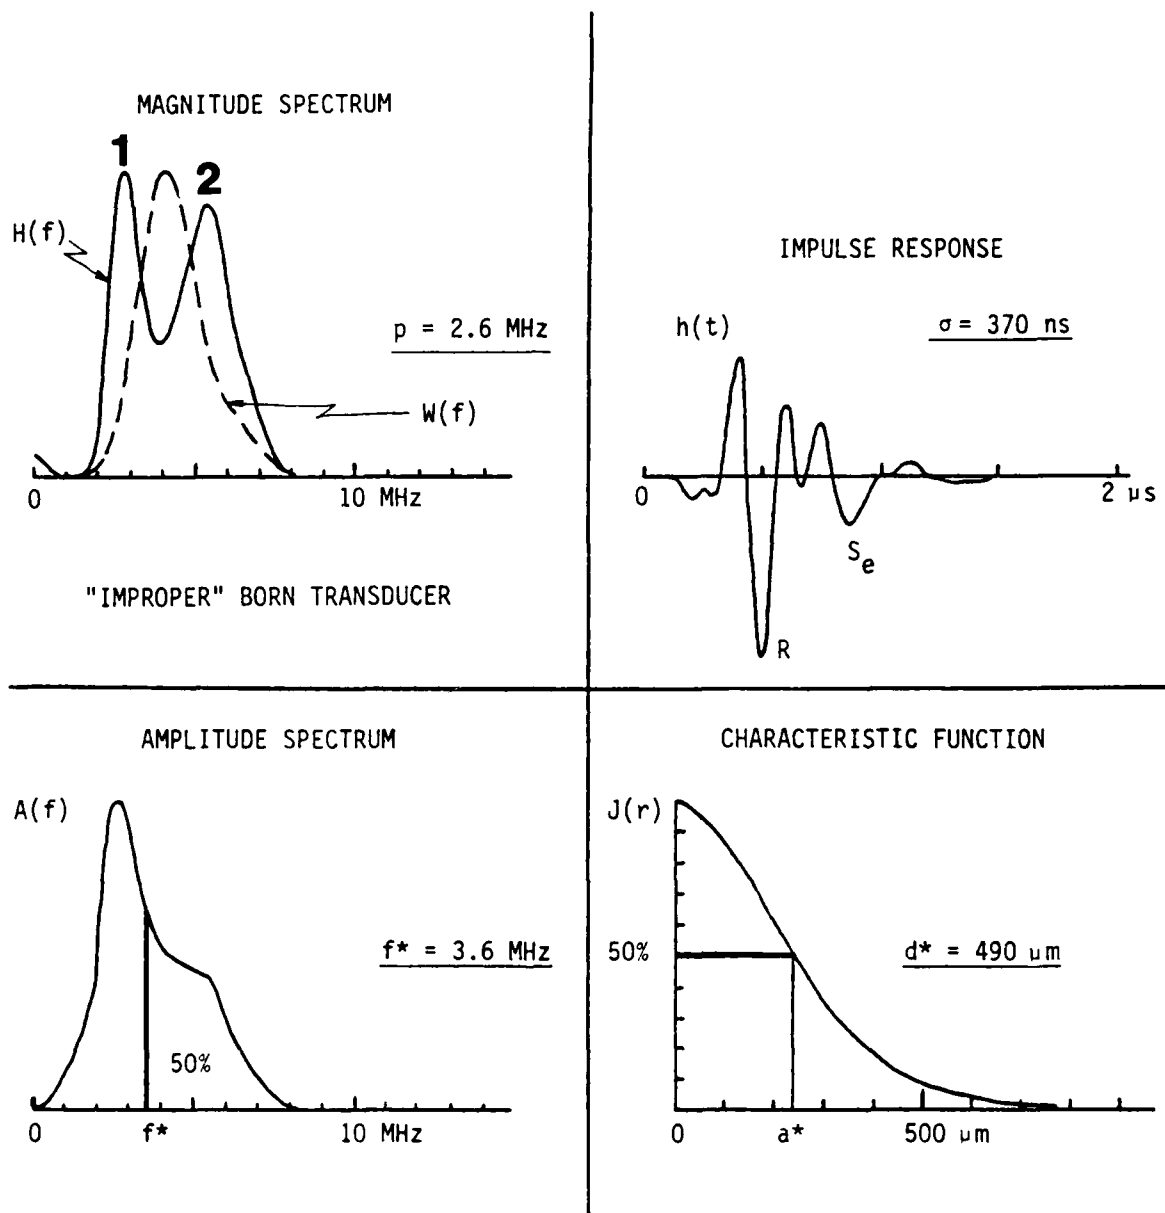 MAGNITUDE SPECTRUM
1
2
H(f)
p = 2.6 MHz
W(f)
0
10 MHz
"IMPROPER" BORN TRANSDUCER
IMPULSE RESPONSE
h(t)
σ = 370 ns
0
2 μs
Se
R
AMPLITUDE SPECTRUM
A(f)
f* = 3.6 MHz
50%
0
f*
10 MHz
CHARACTERISTIC FUNCTION
J(r)
50%
d* = 490 μm
0
a*
500 μm